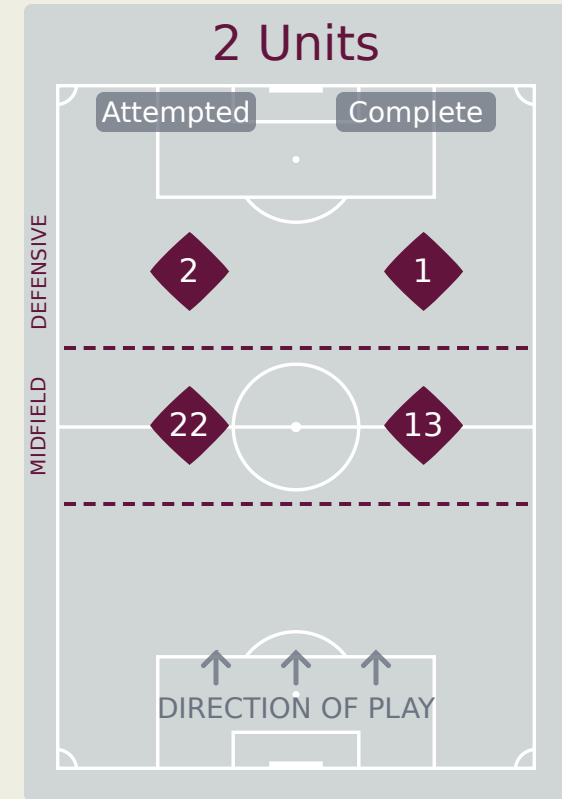 2 Units
Attempted Complete
DEFENSIVE
2 1
MIDFIELD
22 13
DIRECTION OF PLAY